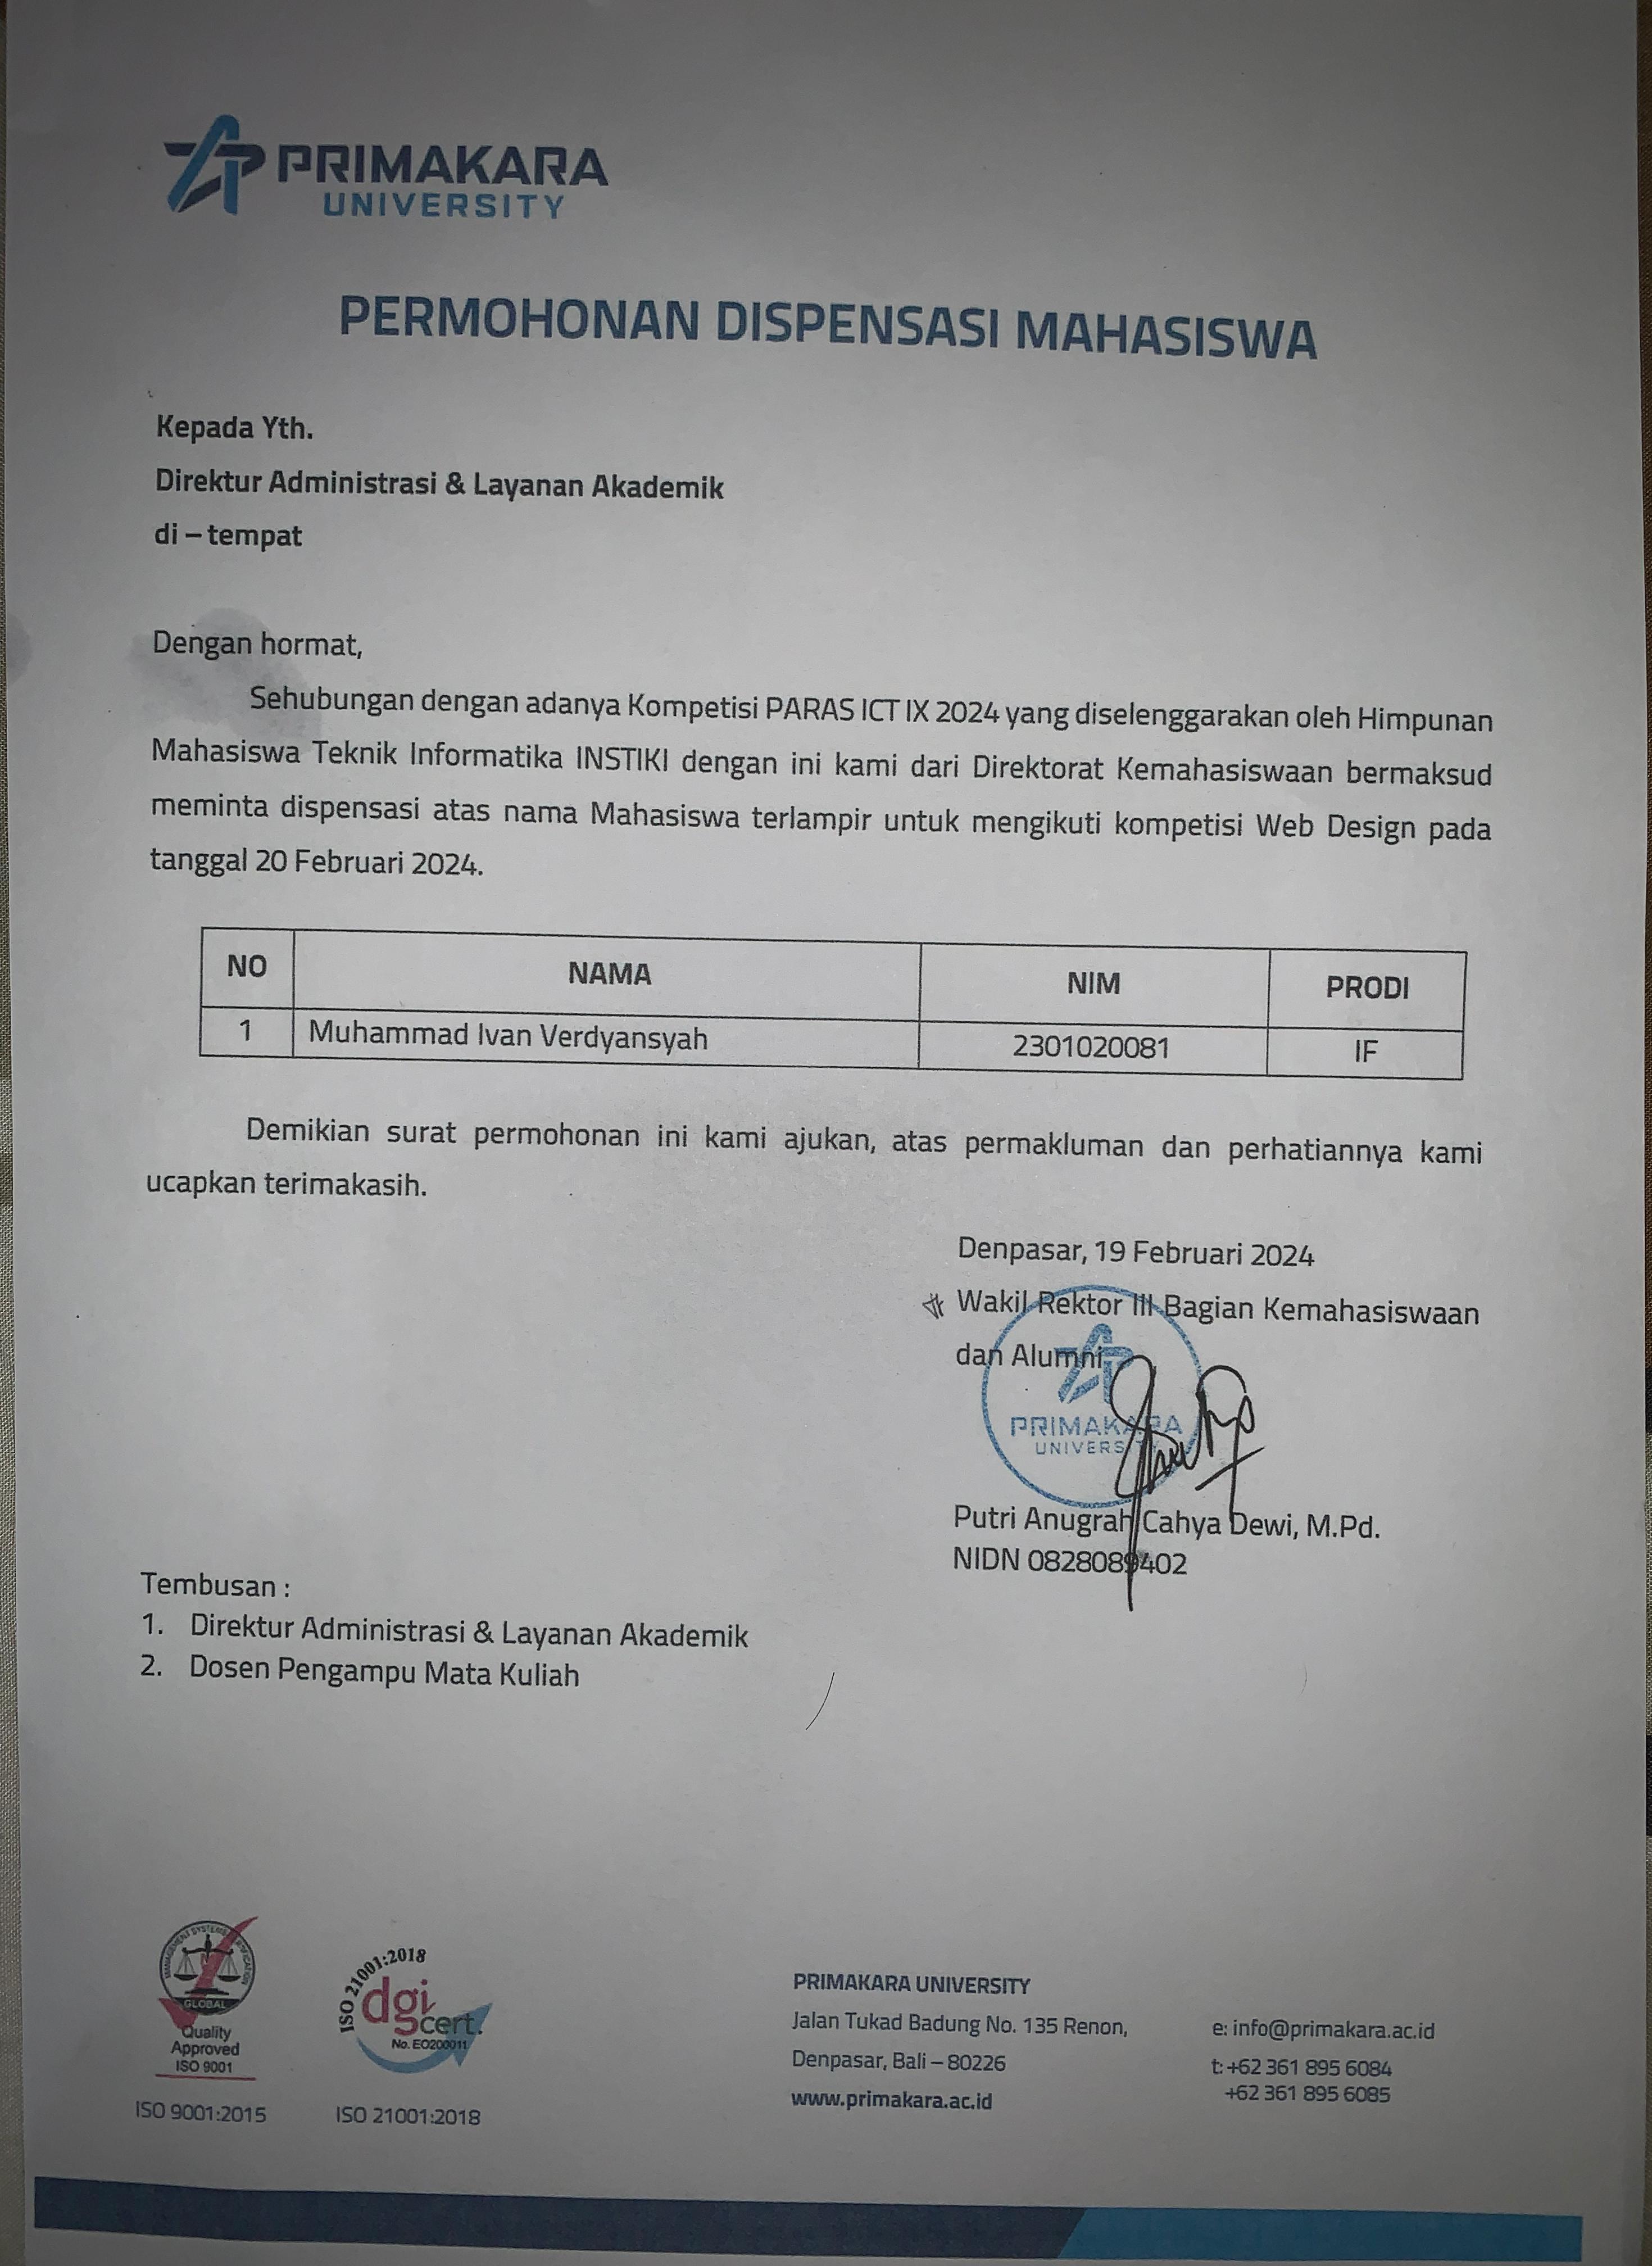 PRIMAKARA
UNIVERSITY
PERMOHONAN DISPENSASI MAHASISWA
Kepada Yth.
Direktur Administrasi & Layanan Akademik
di – tempat
Dengan hormat,
Sehubungan dengan adanya Kompetisi PARAS ICT IX 2024 yang diselenggarakan oleh Himpunan
Mahasiswa Teknik Informatika INSTIKI dengan ini kami dari Direktorat Kemahasiswaan bermaksud
meminta dispensasi atas nama Mahasiswa terlampir untuk mengikuti kompetisi Web Design pada
tanggal 20 Februari 2024.
NO NAMA NIM PRODI
1 Muhammad Ivan Verdyansyah 2301020081 IF
Demikian surat permohonan ini kami ajukan, atas permakluman dan perhatiannya kami
ucapkan terimakasih.
Denpasar, 19 Februari 2024
Wakil Rektor III Bagian Kemahasiswaan
dan Alumni
PRIMAKARA
UNIVERSITY
Putri Anugrah Cahya Dewi, M.Pd.
NIDN 0828089402
Tembusan :
1. Direktur Administrasi & Layanan Akademik
2. Dosen Pengampu Mata Kuliah
GLOBAL
Quality
Approved
ISO 9001
ISO 9001:2015
ISO 21001:2018
dgi
cert.
No. EO200011
ISO 21001:2018
PRIMAKARA UNIVERSITY
Jalan Tukad Badung No. 135 Renon,
Denpasar, Bali – 80226
www.primakara.ac.id
e: info@primakara.ac.id
t: +62 361 895 6084
+62 361 895 6085